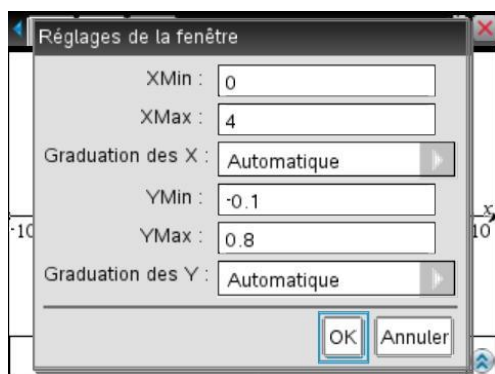 Réglages de la fenêtre
XMin : 0
XMax : 4
Graduation des X : Automatique
YMin : -0.1
x
-10
10
YMax : 0.8
Graduation des Y : Automatique
OK Annuler